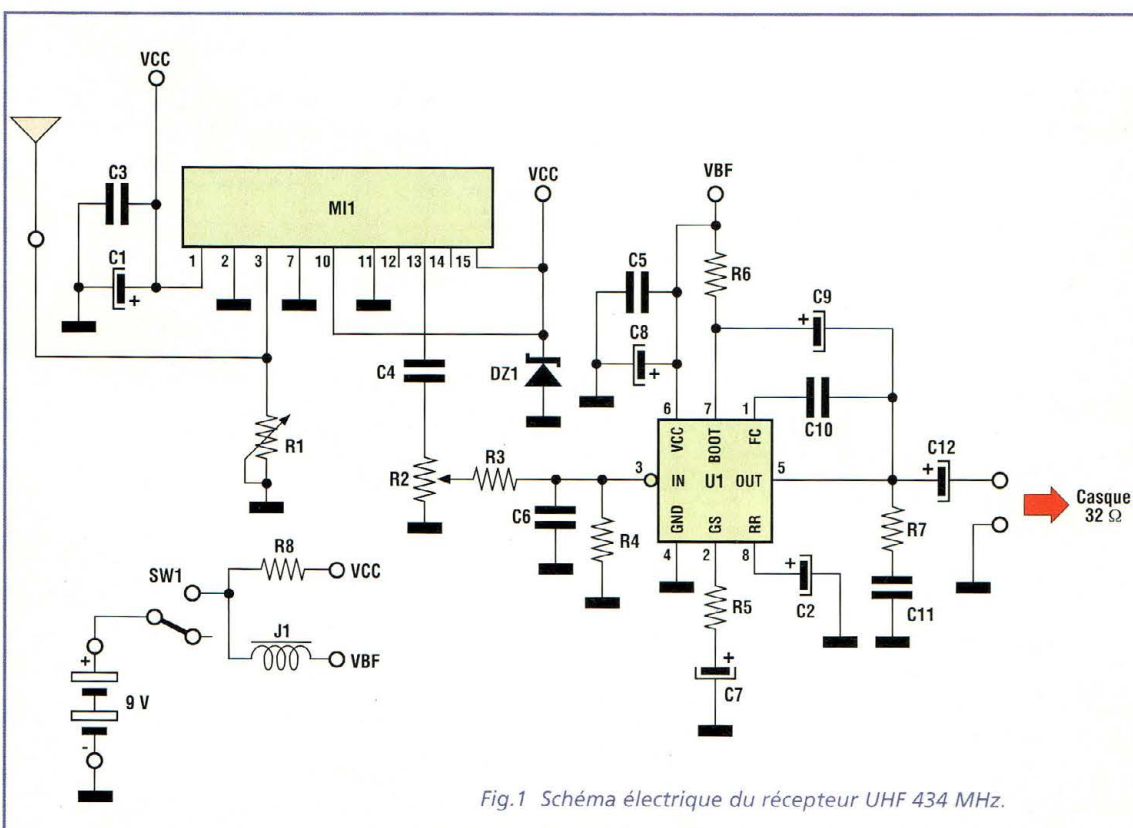 VCC
C3
C1
+
MI1
1 2 3 7 10 11 12 13 14 15
VCC
C4
DZ1
R1
R2
R3
C6
R4
VBF
R6
C5
C8
+
C9
+
C10
6 7 1
VCC BOOT FC
3 IN U1 OUT 5
GND GS RR
4 2 8
R5
C7
+
C2
+
C12
+
R7
C11
Casque
32 Ω
SW1
R8
VCC
J1
VBF
+
9 V
-
Fig.1 Schéma électrique du récepteur UHF 434 MHz.